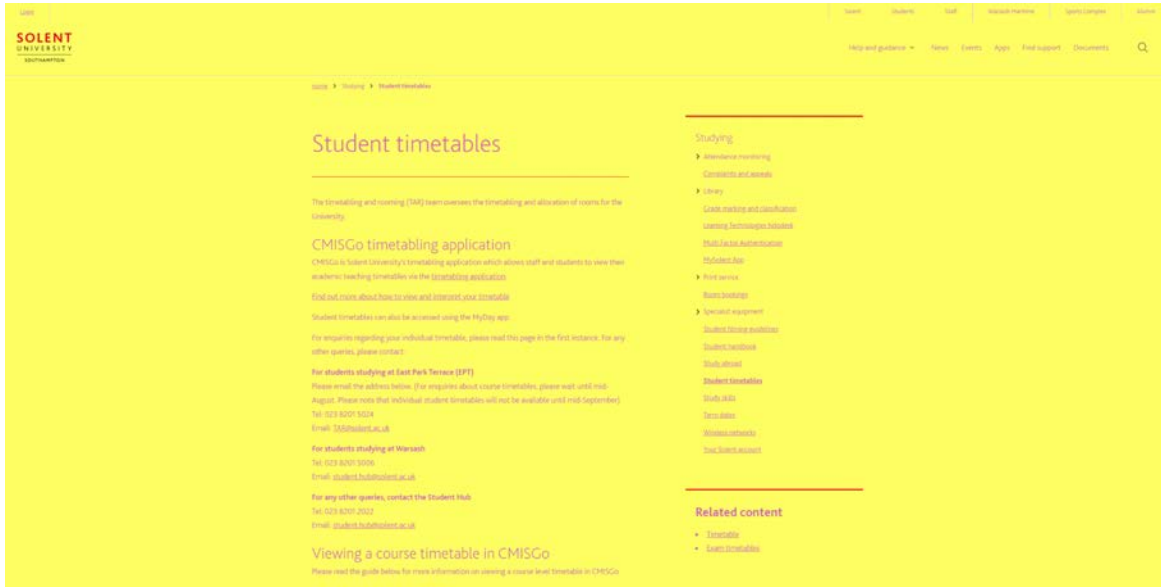 Login
Solent
Students
Staff
Warsash Maritime
Sports Complex
Alumni
SOLENT
UNIVERSITY
SOUTHAMPTON
Help and guidance
News
Events
Apps
Find support
Documents
Home > Studying > Student timetables
Student timetables
The timetabling and rooming (TAR) team oversees the timetabling and allocation of rooms for the
University.
CMISGo timetabling application
CMISGo is Solent University's timetabling application which allows staff and students to view their
academic teaching timetables via the timetabling application
Find out more about how to view and interpret your timetable
Student timetables can also be accessed using the MyDay app.
For enquiries regarding your individual timetable, please read this page in the first instance. For any
other queries, please contact:
For students studying at East Park Terrace (EPT)
Please email the address below. (For enquiries about course timetables, please wait until mid-
August. Please note that individual student timetables will not be available until mid-September).
Tel: 023 8201 5024
Email: TAR@solent.ac.uk
For students studying at Warsash
Tel: 023 8201 5006
Email: student.hub@solent.ac.uk
For any other queries, contact the Student Hub
Tel: 023 8201 2022
Email: student.hub@solent.ac.uk
Viewing a course timetable in CMISGo
Please read the guide below for more information on viewing a course level timetable in CMISGo
Studying
> Attendance monitoring
Complaints and appeals
> Library
Grade marking and classification
Learning Technologies helpdesk
Multi Factor Authentication
MySolent App
> Print service
Room bookings
> Specialist equipment
Student filming guidelines
Student handbook
Study abroad
Student timetables
Study skills
Term dates
Wireless networks
Your Solent account
Related content
• Timetable
• Exam timetables